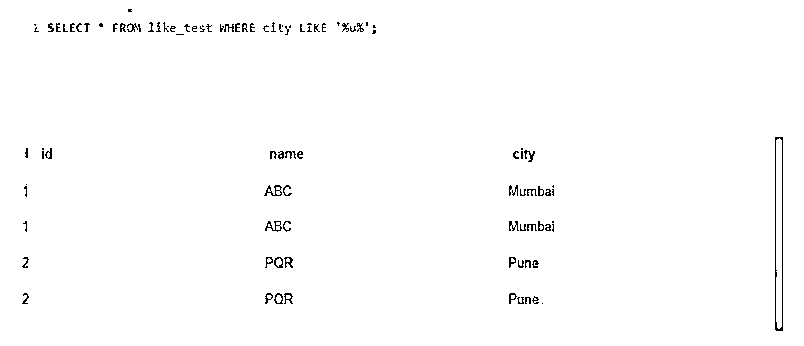 1 SELECT * FROM like_test WHERE city LIKE '%u%';
id name city
1 ABC Mumbai
1 ABC Mumbai
2 PQR Pune
2 PQR Pune